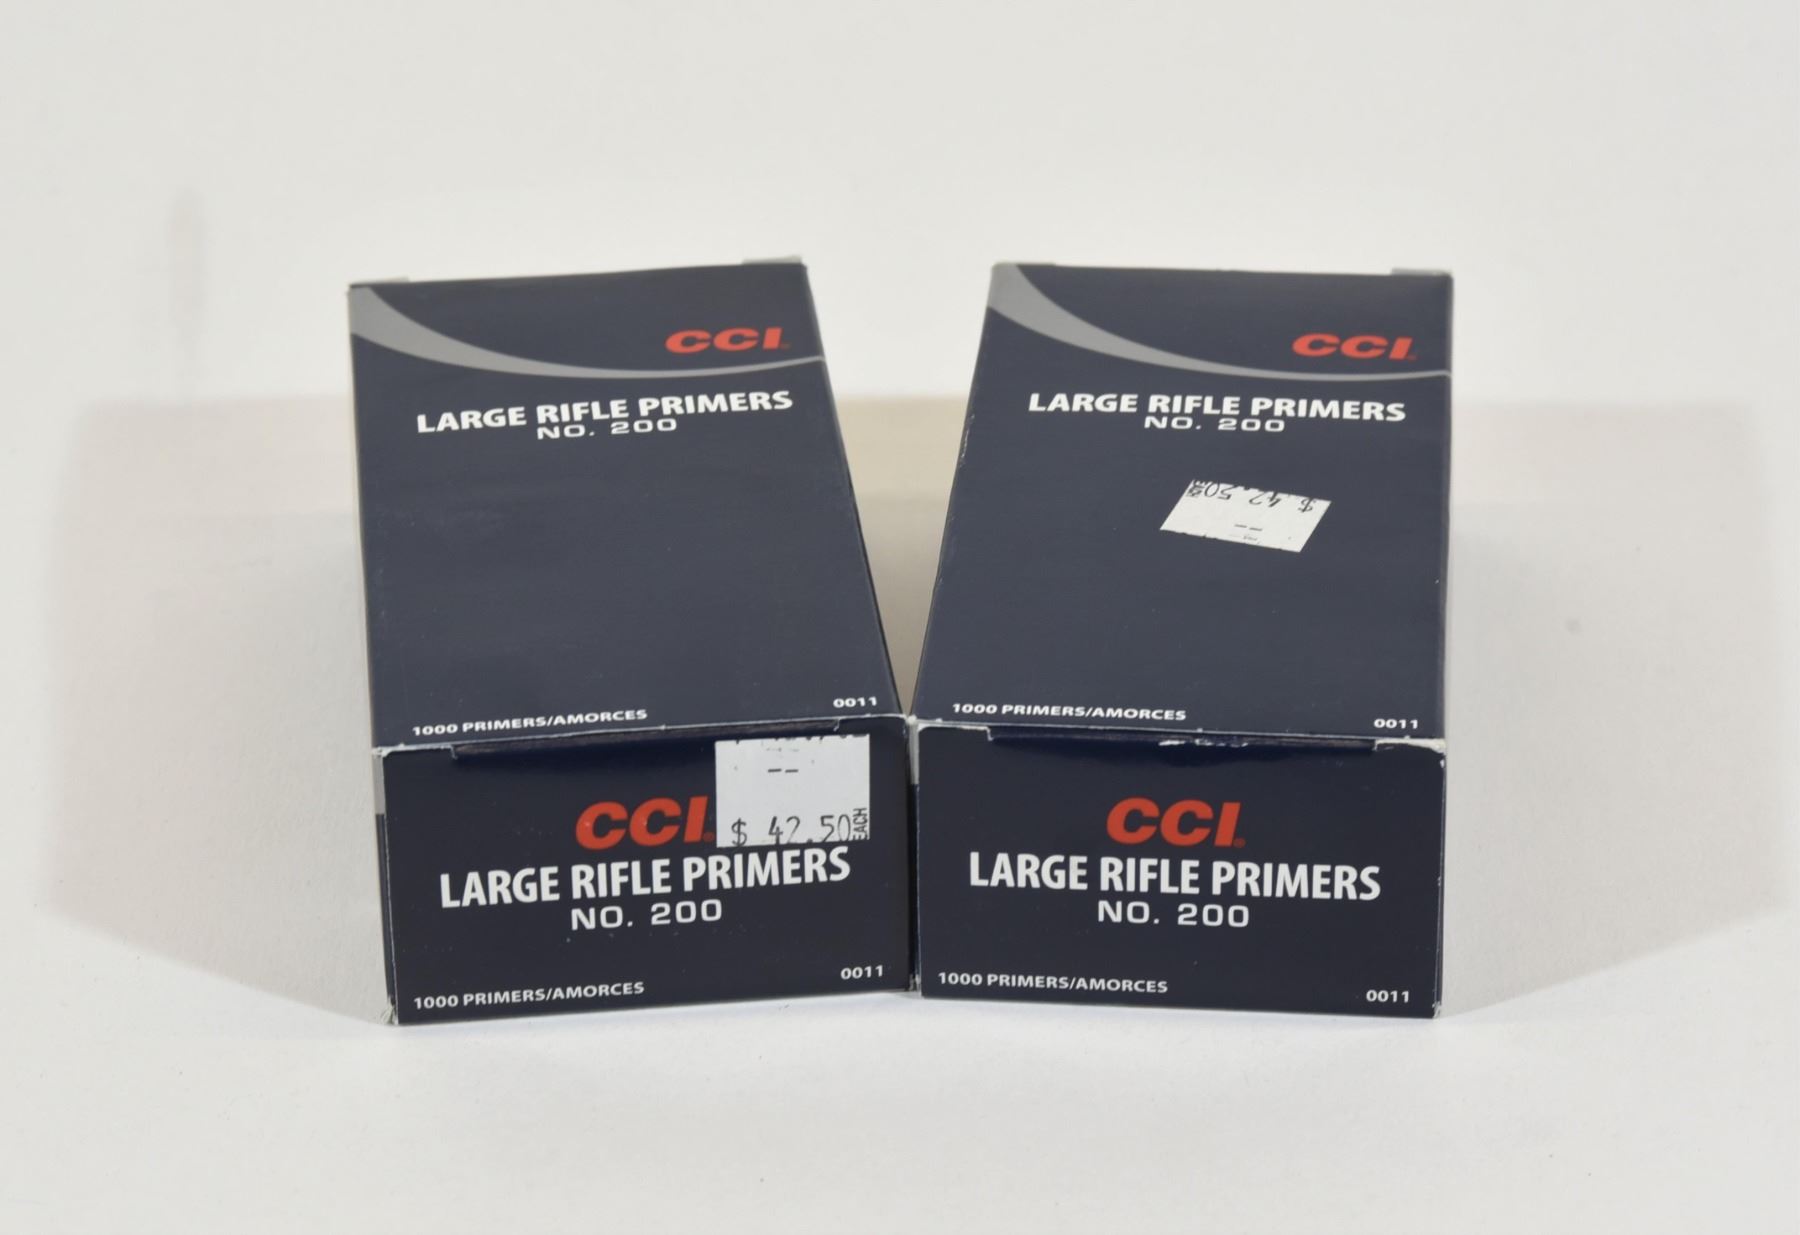 CCI
LARGE RIFLE PRIMERS
NO. 200
1000 PRIMERS/AMORCES
0011
--
$ 42.50 EACH
CCI
LARGE RIFLE PRIMERS
NO. 200
1000 PRIMERS/AMORCES
0011
CCI
LARGE RIFLE PRIMERS
NO. 200
$ 42.50
--
1000 PRIMERS/AMORCES
0011
CCI
LARGE RIFLE PRIMERS
NO. 200
1000 PRIMERS/AMORCES
0011